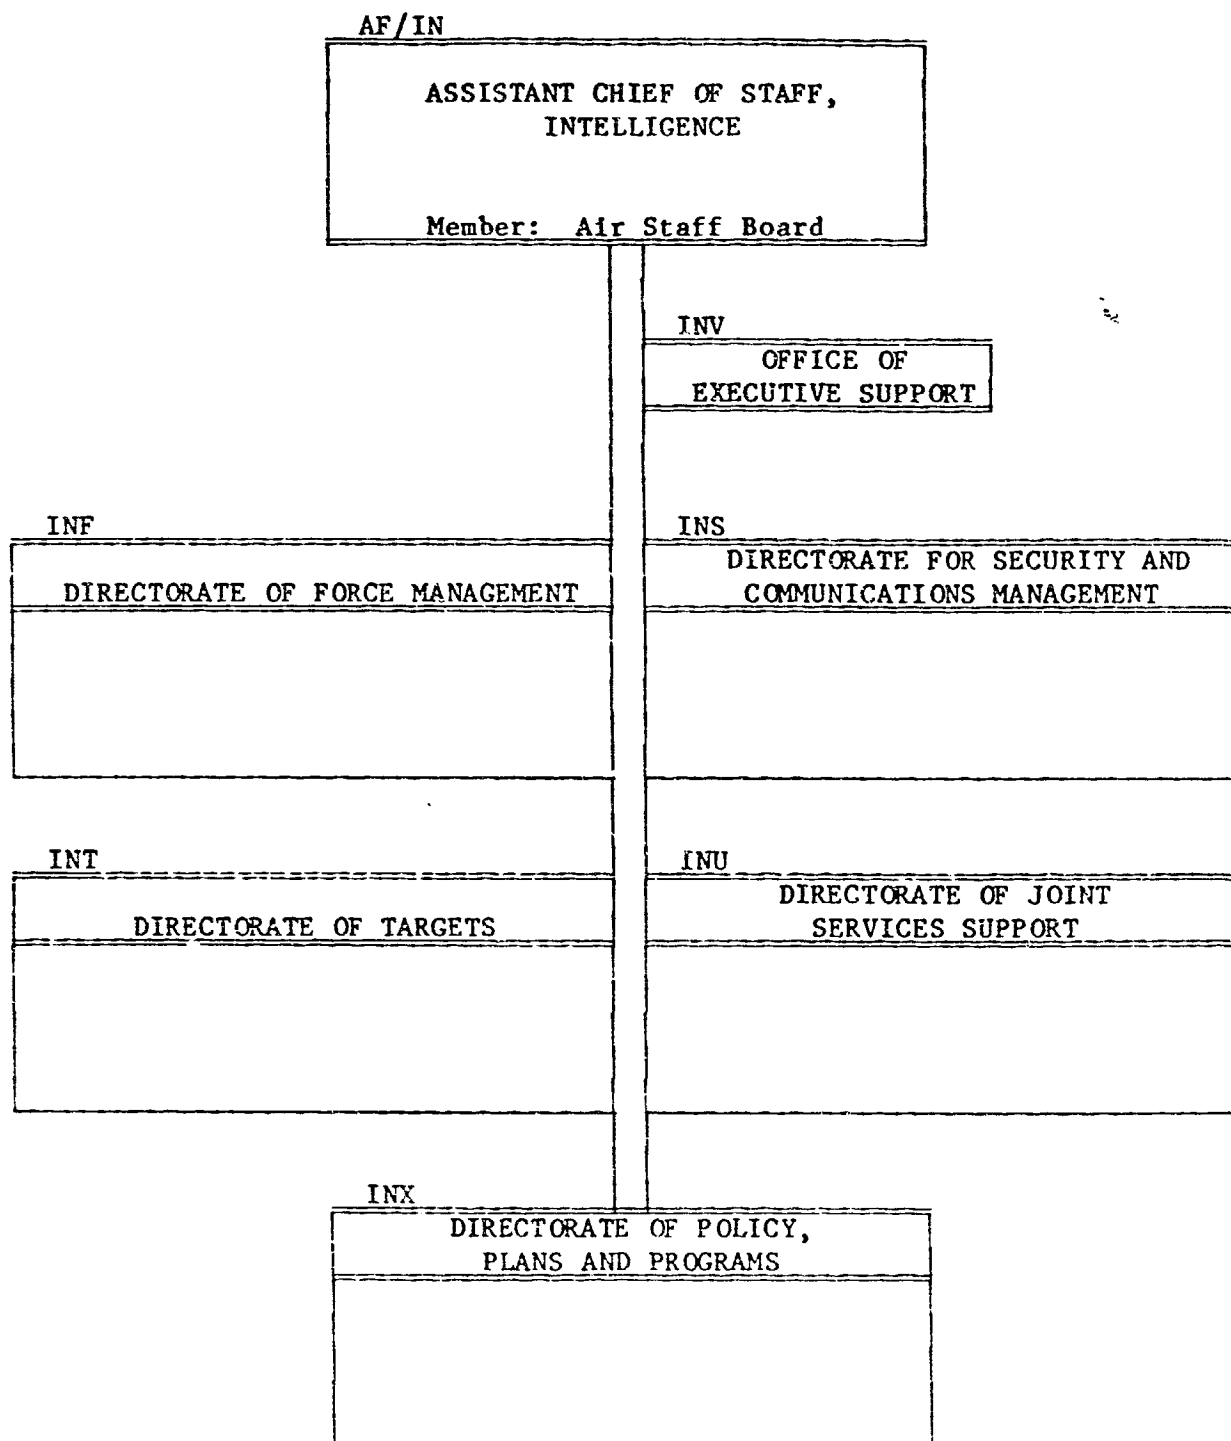 AF/IN
ASSISTANT CHIEF OF STAFF,
INTELLIGENCE
Member: Air Staff Board
INV
OFFICE OF
EXECUTIVE SUPPORT
INF
DIRECTORATE OF FORCE MANAGEMENT
INS
DIRECTORATE FOR SECURITY AND
COMMUNICATIONS MANAGEMENT
INT
DIRECTORATE OF TARGETS
INU
DIRECTORATE OF JOINT
SERVICES SUPPORT
INX
DIRECTORATE OF POLICY,
PLANS AND PROGRAMS